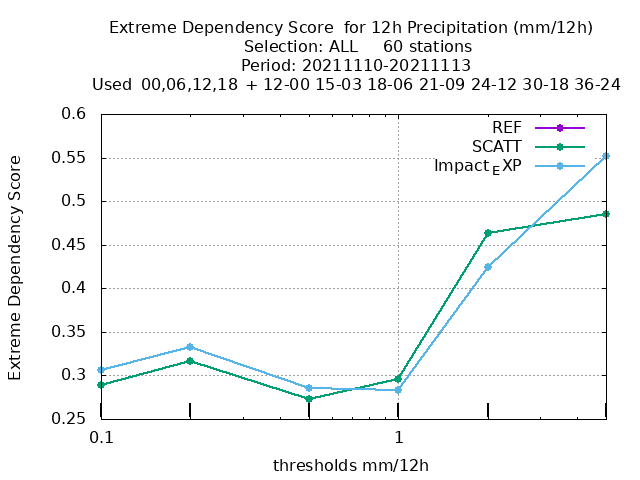 Extreme Dependency Score  for 12h Precipitation (mm/12h)
Selection: ALL     60 stations
Period: 20211110-20211113
Used  00,06,12,18  + 12-00 15-03 18-06 21-09 24-12 30-18 36-24
Extreme Dependency Score
0.6
0.55
0.5
0.45
0.4
0.35
0.3
0.25
REF
SCATT
Impact_EXP
0.1
1
thresholds mm/12h